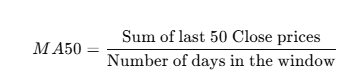 MA50 = Sum of last 50 Close prices
Number of days in the window